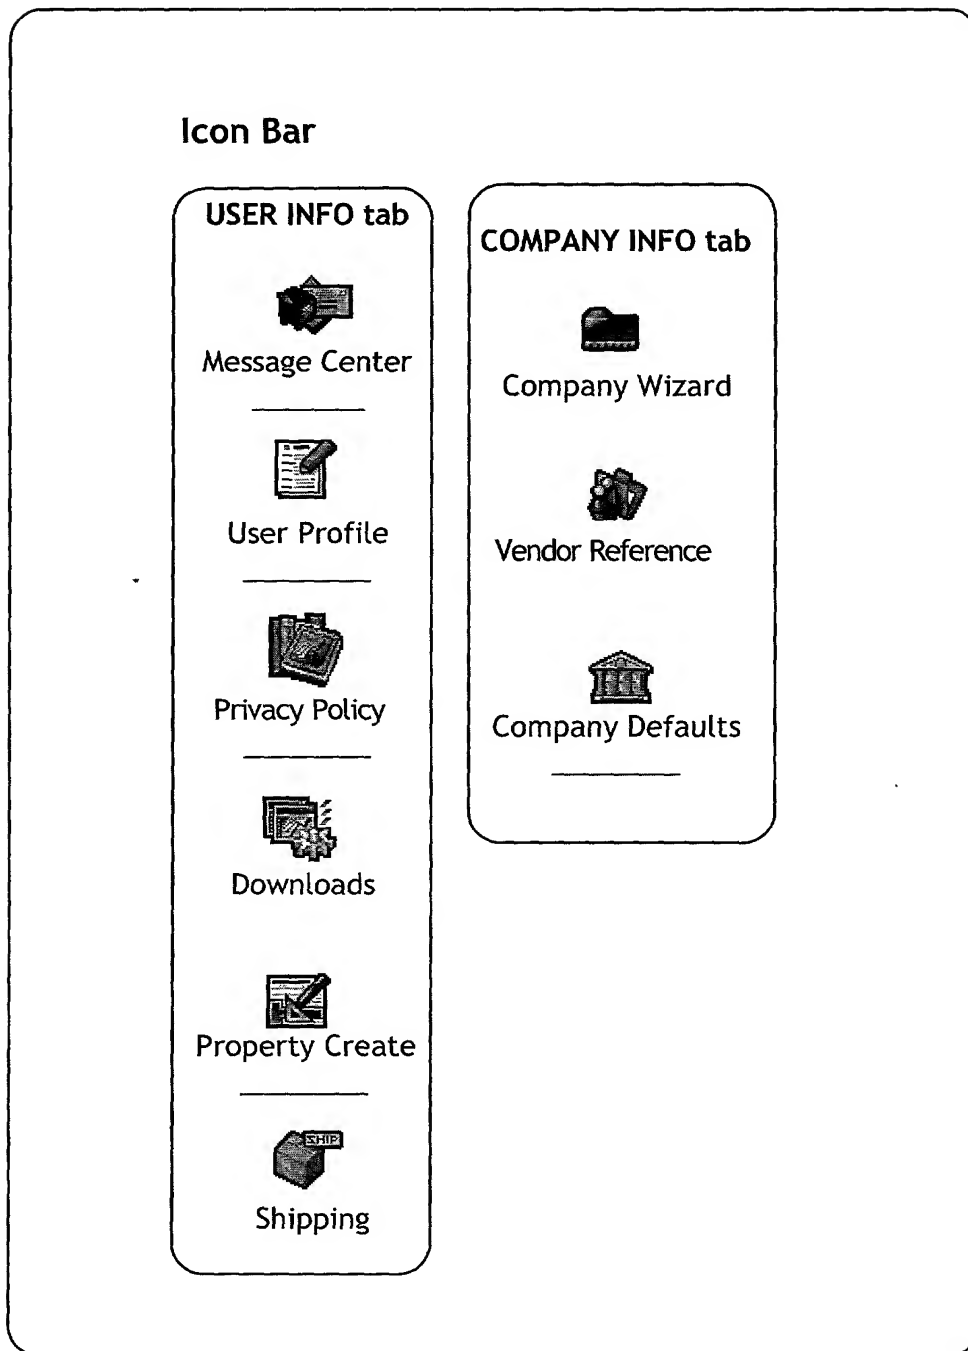 Icon Bar
USER INFO tab
Message Center
User Profile
Privacy Policy
Downloads
Property Create
SHIP
Shipping
COMPANY INFO tab
Company Wizard
Vendor Reference
Company Defaults